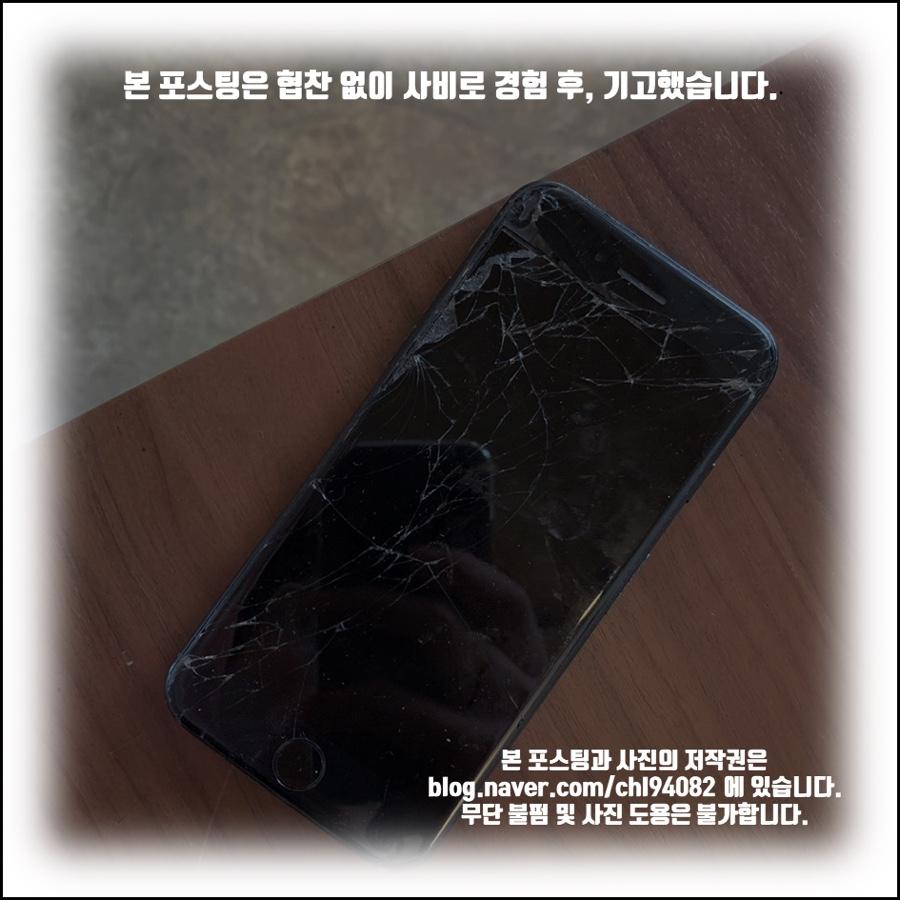 본 포스팅은 협찬 없이 사비로 경험 후, 기고했습니다.
본 포스팅과 사진의 저작권은
blog.naver.com/chl94082 에 있습니다.
무단 불펌 및 사진 도용은 불가합니다.